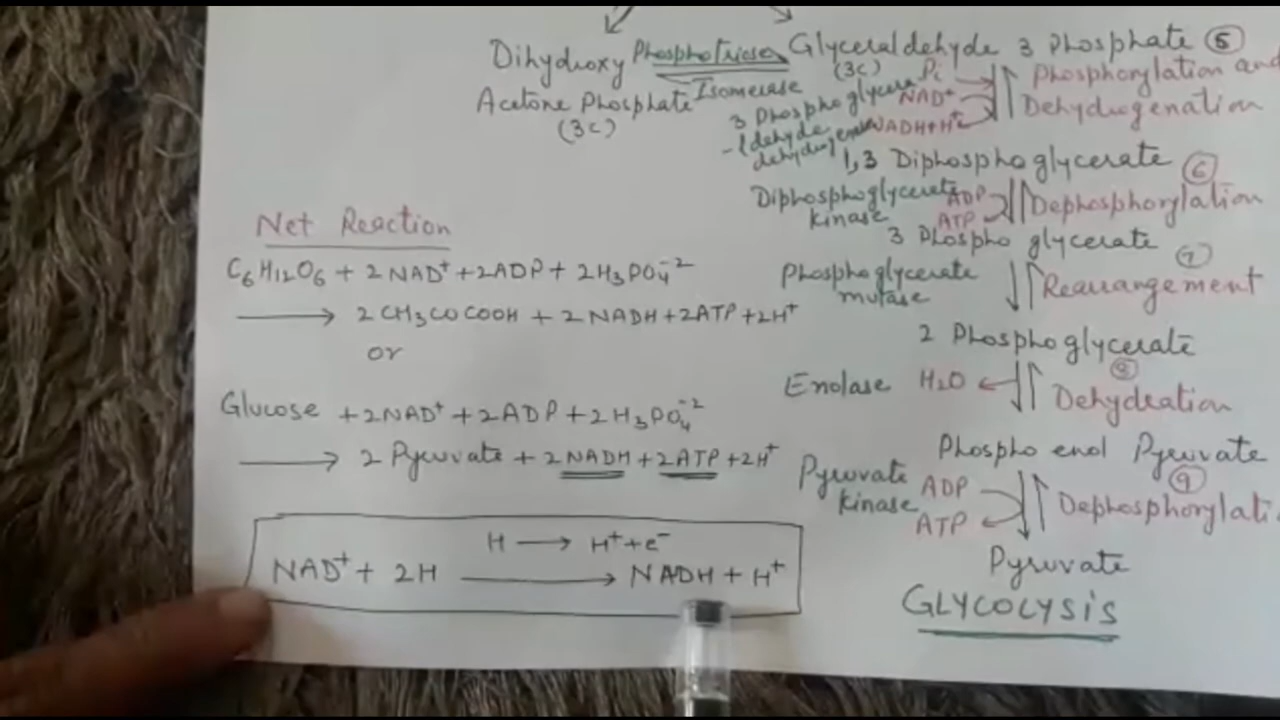 Dihydroxy Phosphotriose Glyceraldehyde 3 Phosphate ⑤
Acetone Phosphate Isomerase (3C)
(3C)
Pi Phosphorylation and
NAD+ Dehydrogenation
NADH+H+
3 Phosphoglycera
-ldehyde
dehydrogenase
1,3 Diphosphoglycerate ⑥
Diphosphoglycerate ADP Dephosphorylation
kinase ATP
3 Phospho glycerate ⑦
Phosphoglycerate Rearrangement
mutase
2 Phosphoglycerate
Enolase H2O ⑧ Dehydration
Phospho enol Pyruvate
Pyruvate ADP ⑨ Dephosphorylati
kinase ATP
Pyruvate
GLYCOLYSIS
Net Reaction
C6H12O6 + 2NAD+ + 2ADP + 2H3PO4-2
⟶ 2CH3COCOOH + 2NADH + 2ATP + 2H+
or
Glucose + 2NAD+ + 2ADP + 2H3PO4-2
⟶ 2 Pyruvate + 2NADH + 2ATP + 2H+
H ⟶ H+ + e-
NAD+ + 2H ⟶ NADH + H+